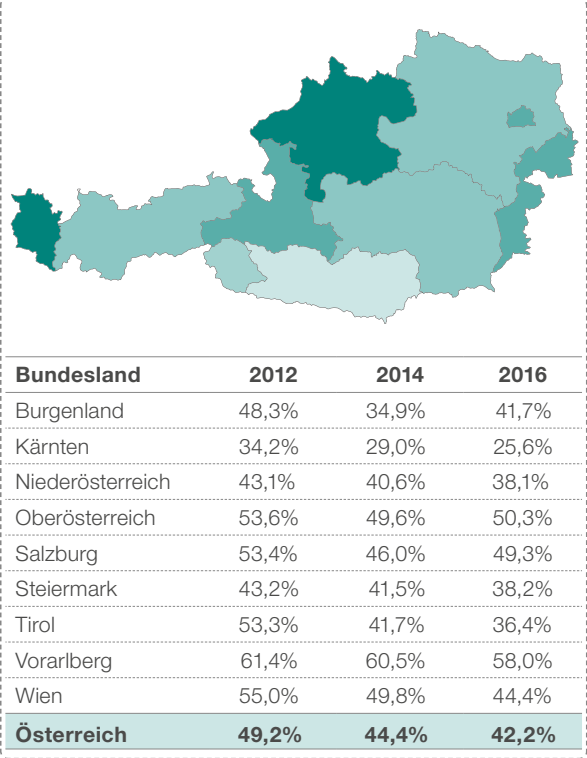 Bundesland 2012 2014 2016
Burgenland 48,3% 34,9% 41,7%
Kärnten 34,2% 29,0% 25,6%
Niederösterreich 43,1% 40,6% 38,1%
Oberösterreich 53,6% 49,6% 50,3%
Salzburg 53,4% 46,0% 49,3%
Steiermark 43,2% 41,5% 38,2%
Tirol 53,3% 41,7% 36,4%
Vorarlberg 61,4% 60,5% 58,0%
Wien 55,0% 49,8% 44,4%
Österreich 49,2% 44,4% 42,2%